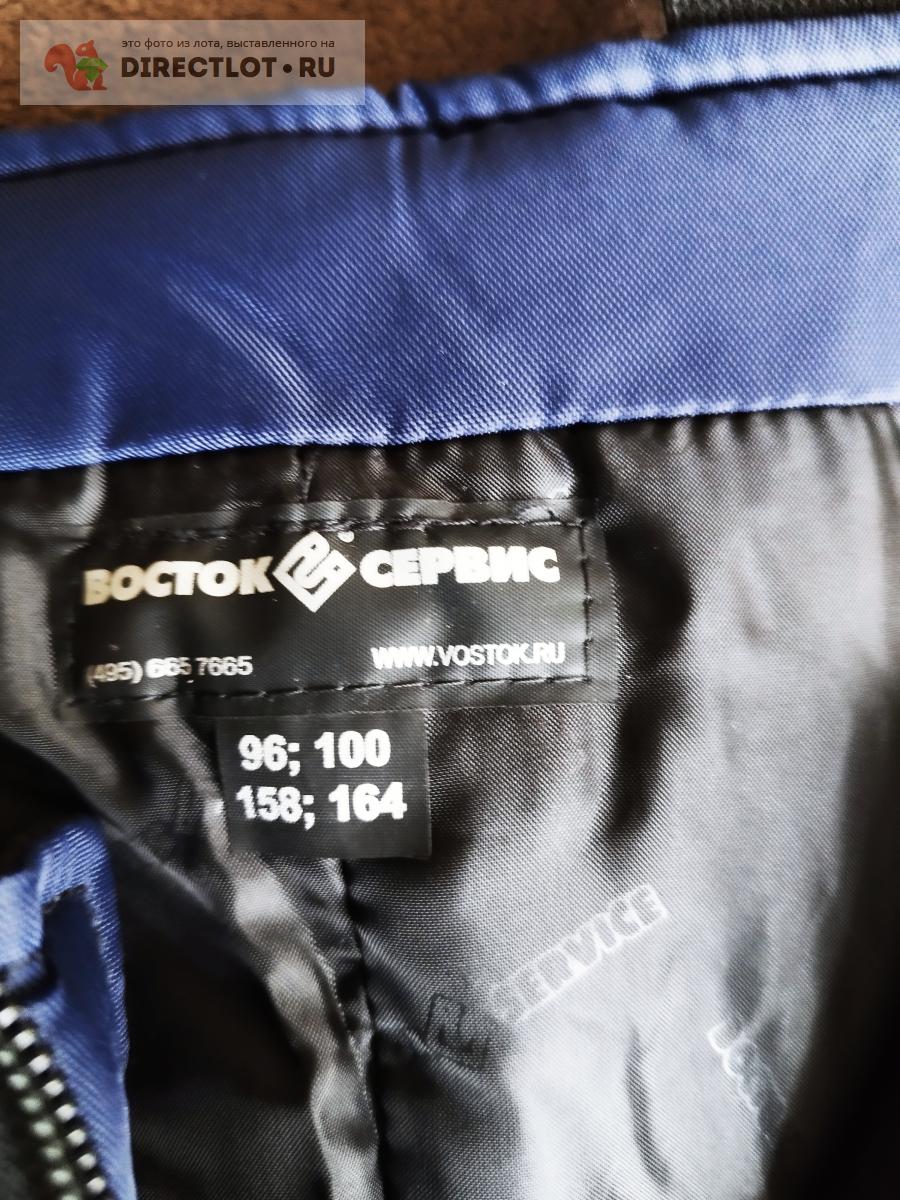 это фото из лота, выставленного на
DIRECTLOT•RU
ВОСТОК СЕРВИС
(495) 665 7665 WWW.VOSTOK.RU
96; 100
158; 164
SERVICE